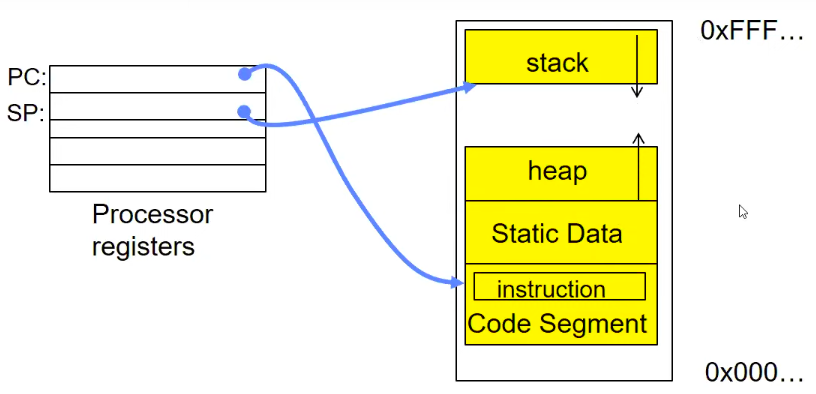 PC:
SP:
Processor
registers
0xFFF...
stack
heap
Static Data
instruction
Code Segment
0x000...